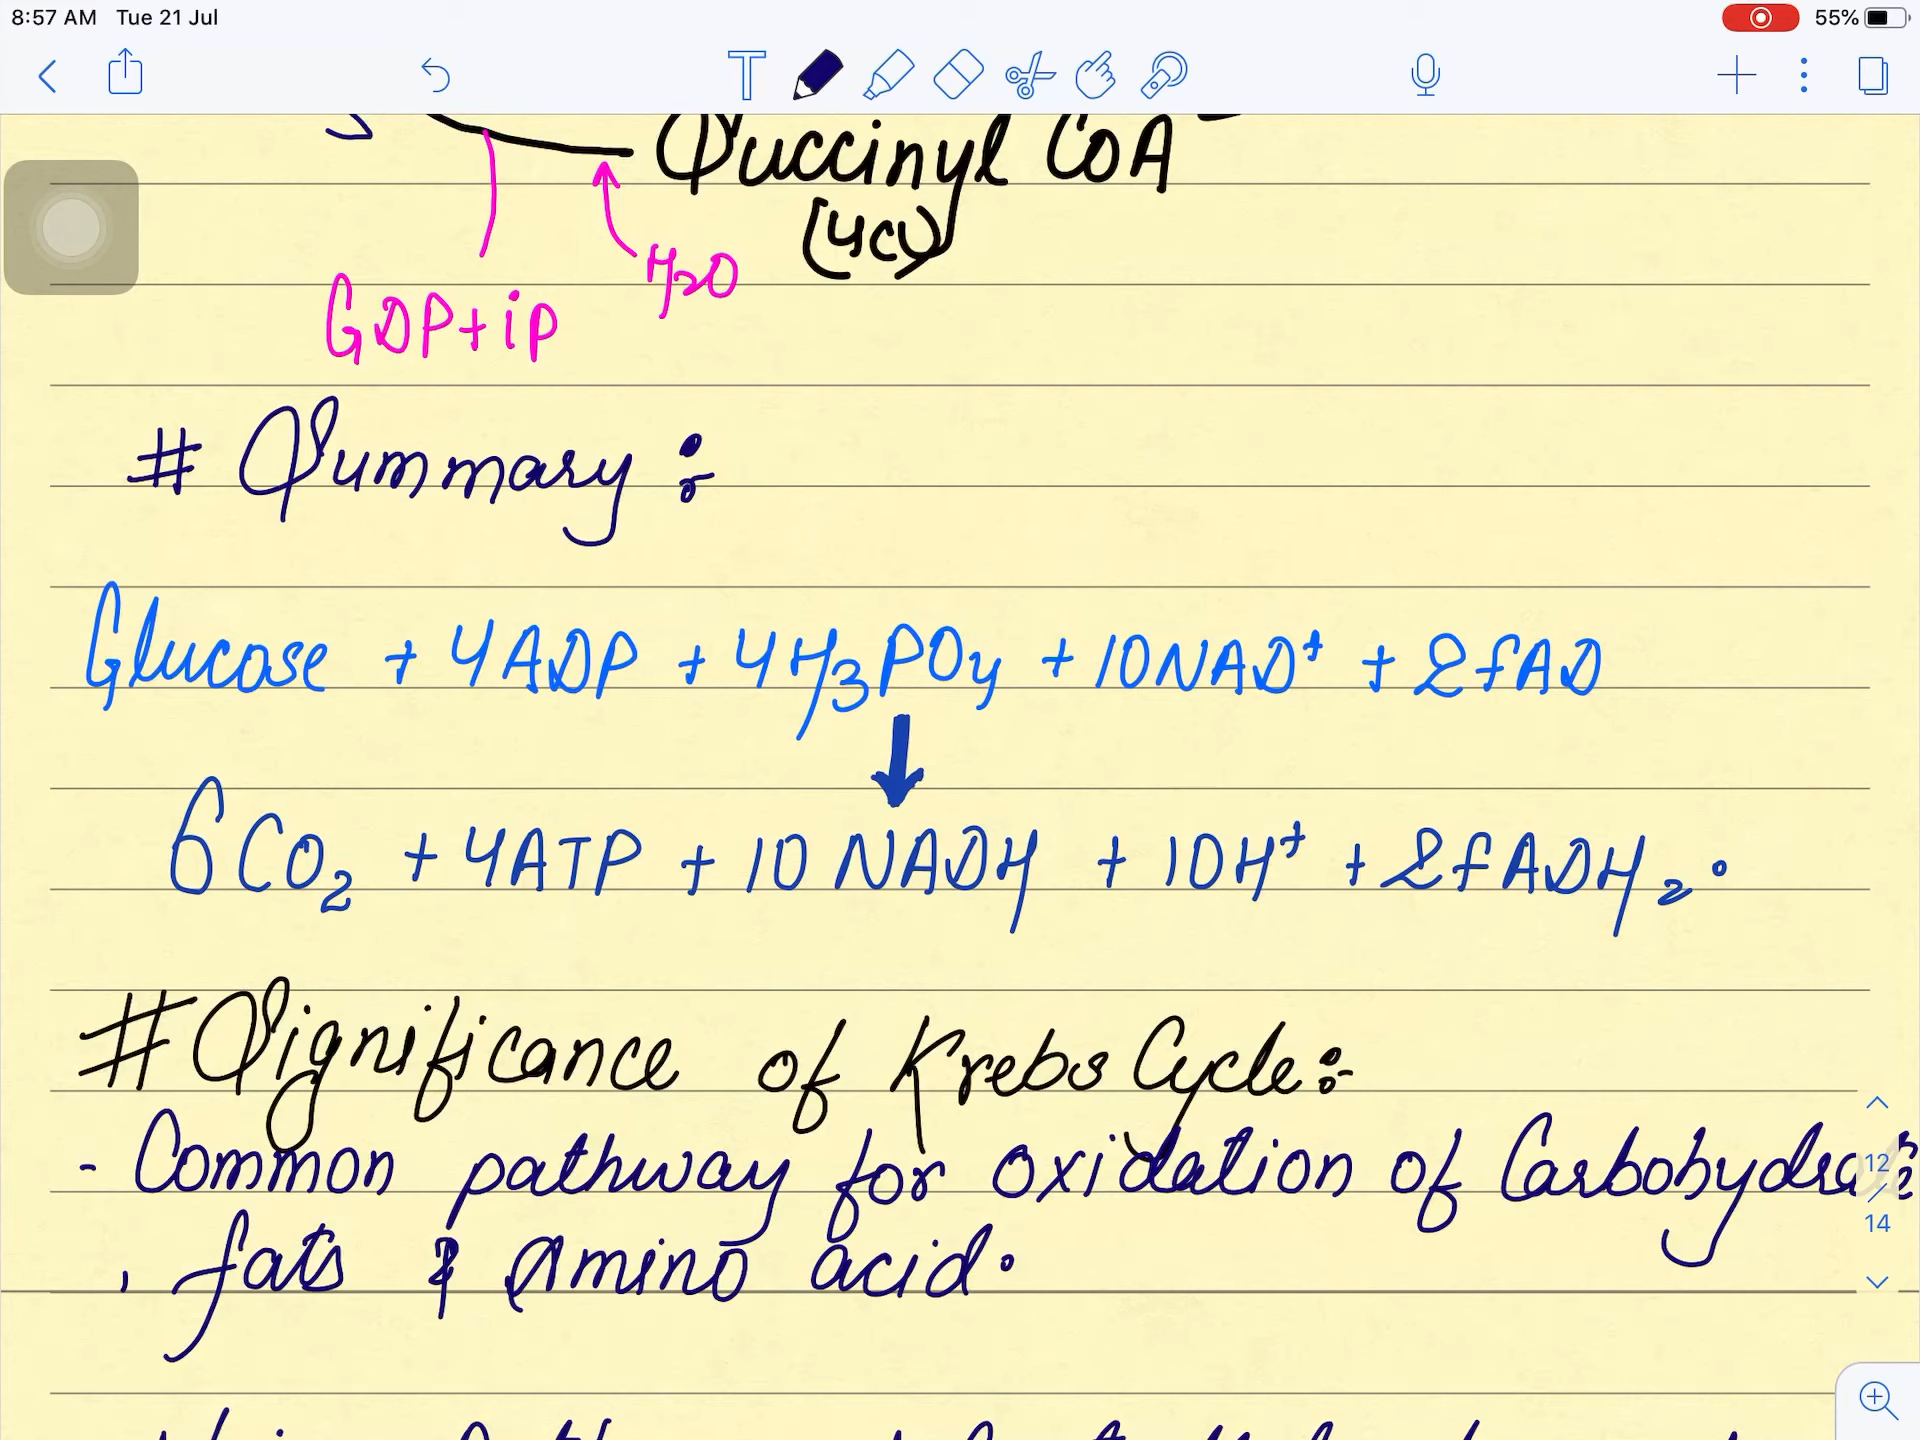 8:57 AM Tue 21 Jul
55%
T
Succinyl CoA
(4C)
H2O
GDP+iP
# Summary :-
Glucose + 4ADP + 4H3PO4 + 10NAD+ + 2fAD
6CO2 + 4ATP + 10 NADH + 10H+ + 2fADH2.
# Significance of Krebs Cycle:-
- Common pathway for oxidation of Carbohydra
12
/
14
, fats & Amino acid.